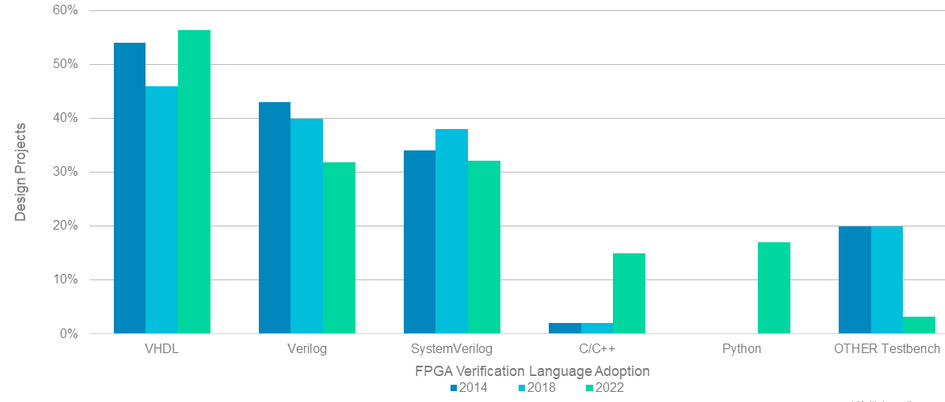 60%
50%
40%
30%
20%
10%
0%
Design Projects
VHDL
Verilog
SystemVerilog
C/C++
Python
OTHER Testbench
FPGA Verification Language Adoption
2014 2018 2022